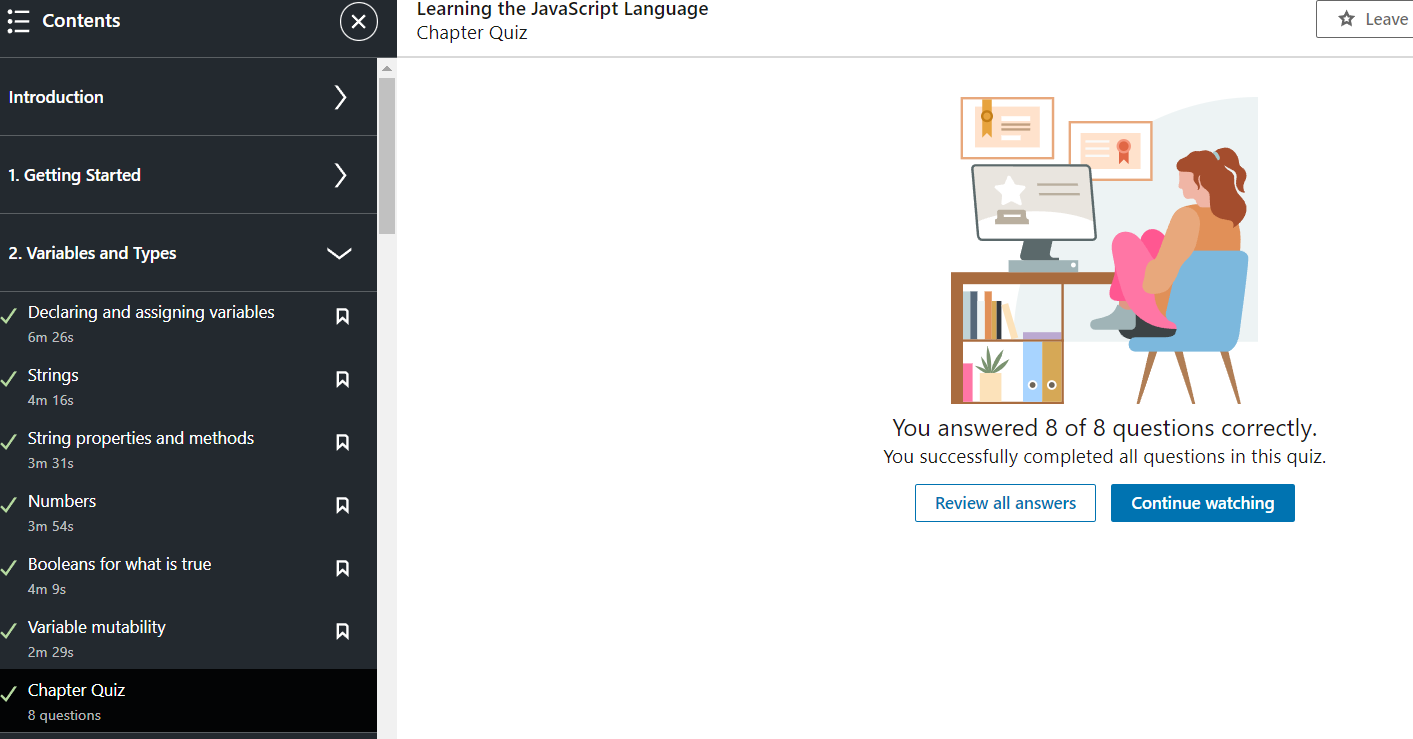 Contents
Introduction
1. Getting Started
2. Variables and Types
Declaring and assigning variables
6m 26s
Strings
4m 16s
String properties and methods
3m 31s
Numbers
3m 54s
Booleans for what is true
4m 9s
Variable mutability
2m 29s
Chapter Quiz
8 questions
Learning the JavaScript Language
Chapter Quiz
Leave
You answered 8 of 8 questions correctly.
You successfully completed all questions in this quiz.
Review all answers
Continue watching